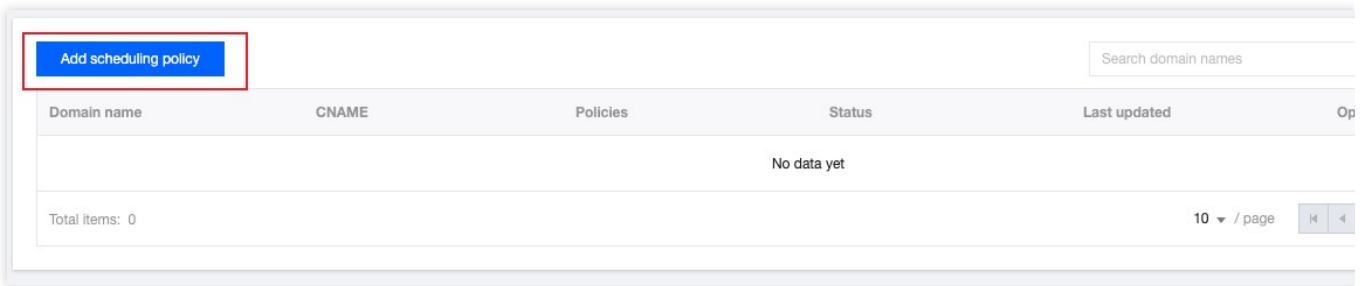 Add scheduling policy
Search domain names
Domain name CNAME Policies Status Last updated Op
No data yet
Total items: 0 10 / page